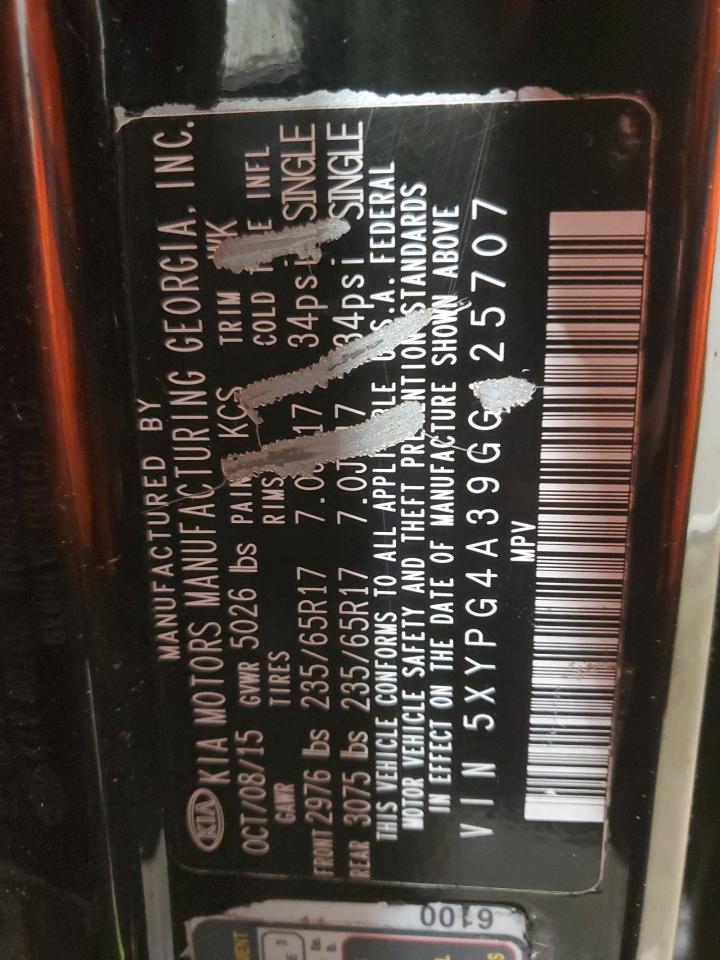 MANUFACTURED BY
KIA KIA MOTORS MANUFACTURING GEORGIA, INC.
OCT/08/15 GVWR 5026 lbs KCS TRIM
GAWR TIRES RIMS COLD INFL
FRONT 2976 lbs 235/65R17 34psi SINGLE
REAR 3075 lbs 235/65R17 34psi SINGLE
THIS VEHICLE CONFORMS TO ALL U.S.A. FEDERAL
MOTOR VEHICLE SAFETY AND THEFT STANDARDS
IN EFFECT ON THE DATE OF MANUFACTURE SHOWN ABOVE
VIN 5XYPG4A39GG 25707
MPV
6100